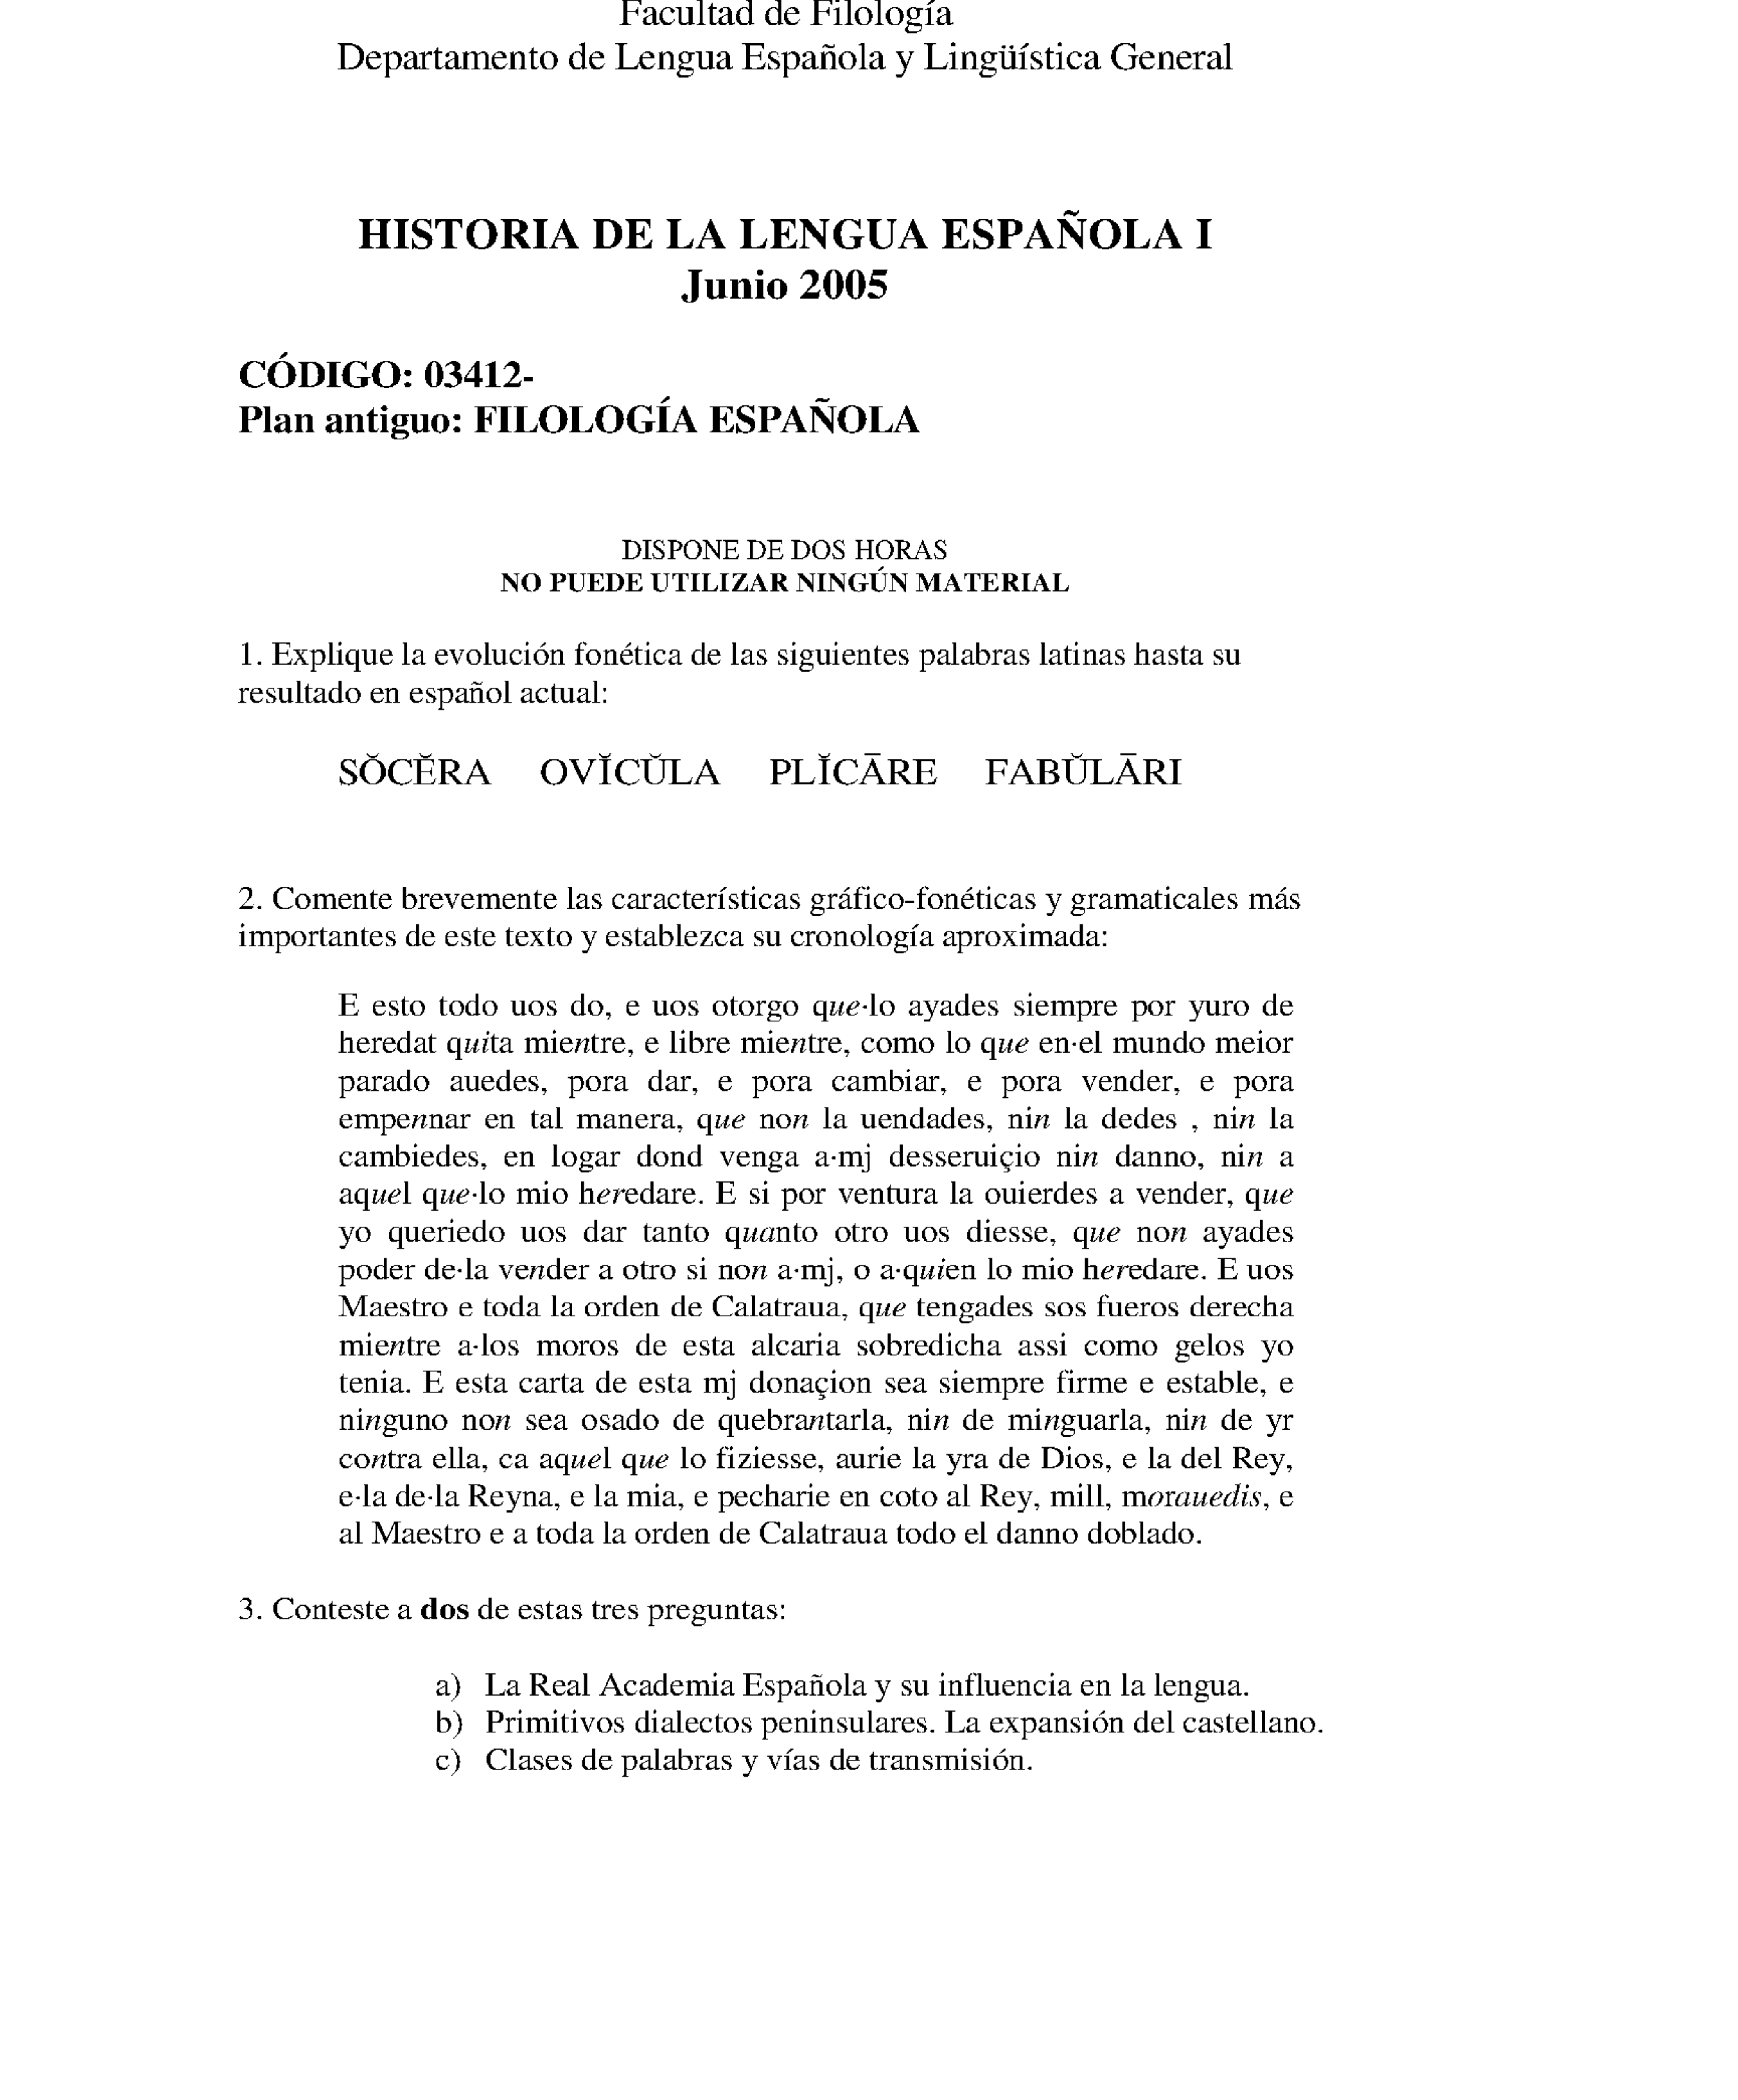 Facultad de Filología
Departamento de Lengua Española y Lingüística General
HISTORIA DE LA LENGUA ESPAÑOLA I
Junio 2005
CÓDIGO: 03412-
Plan antiguo: FILOLOGÍA ESPAÑOLA
DISPONE DE DOS HORAS
NO PUEDE UTILIZAR NINGÚN MATERIAL
1. Explique la evolución fonética de las siguientes palabras latinas hasta su
resultado en español actual:
SŎCĔRA OVĬCŬLA PLĬCĀRE FABŬLĀRI
2. Comente brevemente las características gráfico-fonéticas y gramaticales más
importantes de este texto y establezca su cronología aproximada:
E esto todo uos do, e uos otorgo que·lo ayades siempre por yuro de
heredat quita mientre, e libre mientre, como lo que en·el mundo meior
parado auedes, pora dar, e pora cambiar, e pora vender, e pora
empennar en tal manera, que non la uendades, nin la dedes , nin la
cambiedes, en logar dond venga a·mj desseruiçio nin danno, nin a
aquel que·lo mio heredare. E si por ventura la ouierdes a vender, que
yo queriedo uos dar tanto quanto otro uos diesse, que non ayades
poder de·la vender a otro si non a·mj, o a·quien lo mio heredare. E uos
Maestro e toda la orden de Calatraua, que tengades sos fueros derecha
mientre a·los moros de esta alcaria sobredicha assi como gelos yo
tenia. E esta carta de esta mj donaçion sea siempre firme e estable, e
ninguno non sea osado de quebrantarla, nin de minguarla, nin de yr
contra ella, ca aquel que lo fiziesse, aurie la yra de Dios, e la del Rey,
e·la de·la Reyna, e la mia, e pecharie en coto al Rey, mill, morauedis, e
al Maestro e a toda la orden de Calatraua todo el danno doblado.
3. Conteste a dos de estas tres preguntas:
a) La Real Academia Española y su influencia en la lengua.
b) Primitivos dialectos peninsulares. La expansión del castellano.
c) Clases de palabras y vías de transmisión.